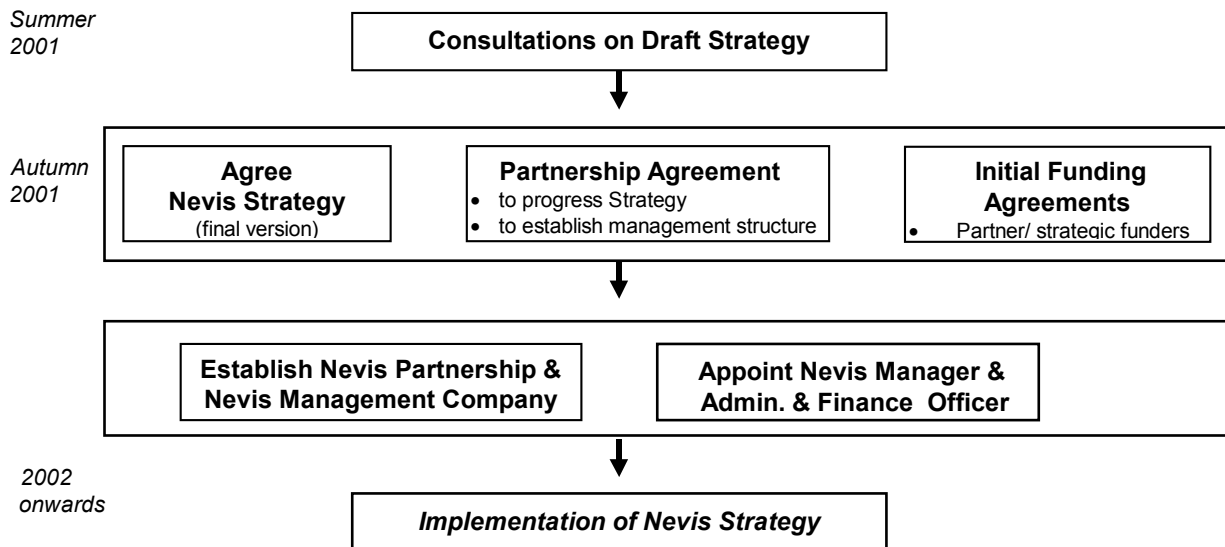 Summer
2001
Consultations on Draft Strategy
Autumn
2001
Agree
Nevis Strategy
(final version)
Partnership Agreement
• to progress Strategy
• to establish management structure
Initial Funding
Agreements
• Partner/ strategic funders
Establish Nevis Partnership &
Nevis Management Company
Appoint Nevis Manager &
Admin. & Finance Officer
2002
onwards
Implementation of Nevis Strategy